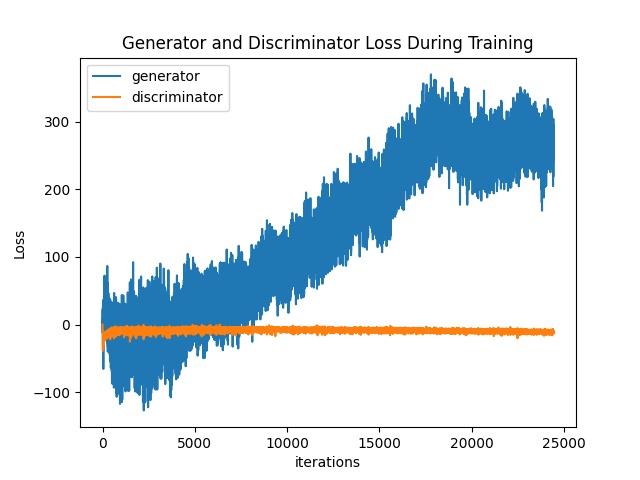 Generator and Discriminator Loss During Training
generator
discriminator
Loss
300
200
100
0
−100
0
5000
10000
15000
20000
25000
iterations